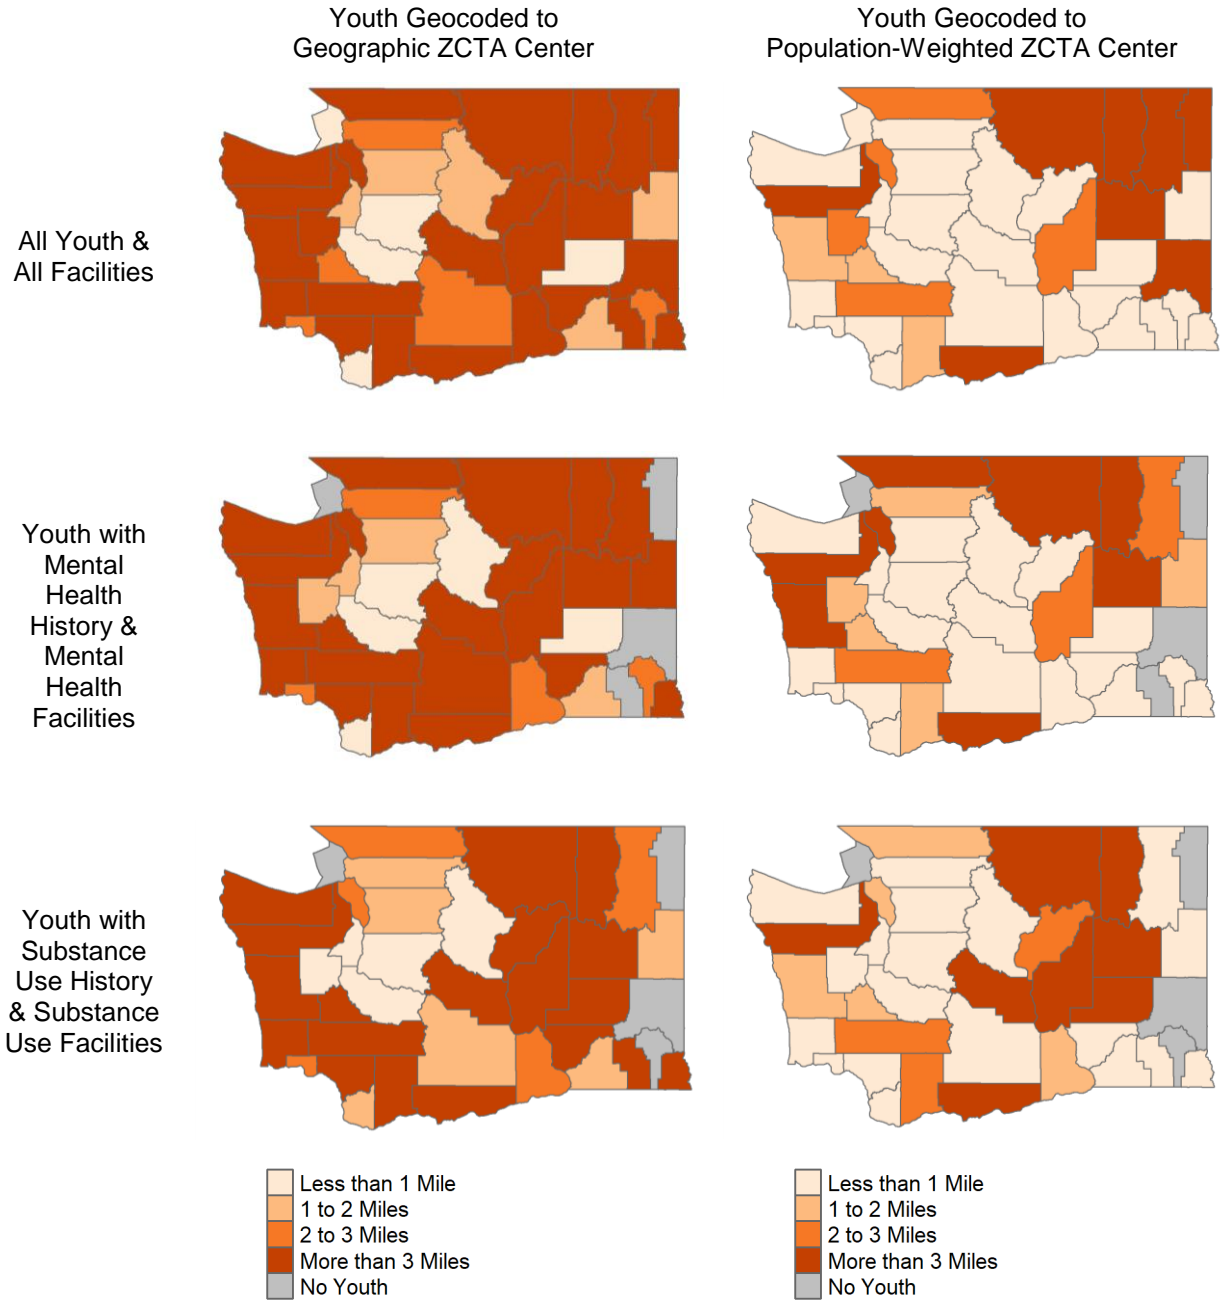 Youth Geocoded to
Geographic ZCTA Center
Youth Geocoded to
Population-Weighted ZCTA Center
All Youth &
All Facilities
Youth with
Mental
Health
History &
Mental
Health
Facilities
Youth with
Substance
Use History
& Substance
Use Facilities
Less than 1 Mile
1 to 2 Miles
2 to 3 Miles
More than 3 Miles
No Youth
Less than 1 Mile
1 to 2 Miles
2 to 3 Miles
More than 3 Miles
No Youth